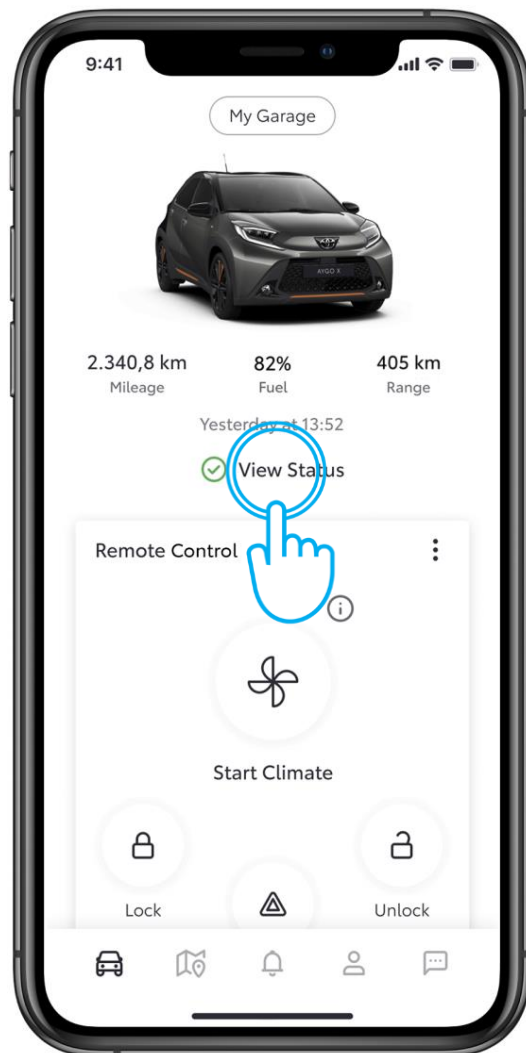 9:41
My Garage
AYGO X
2.340,8 km 82% 405 km
Mileage Fuel Range
Yesterday at 13:52
View Status
Remote Control
Start Climate
Lock Unlock